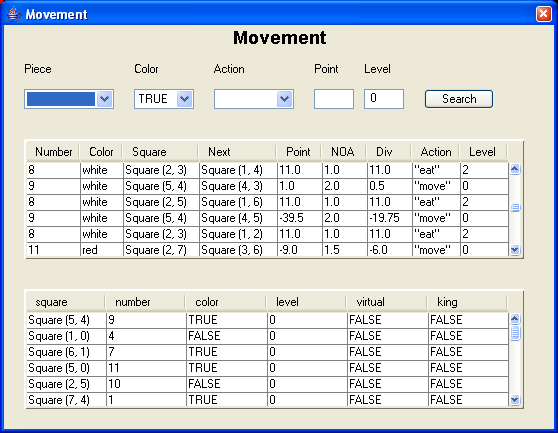 Movement
Movement
Piece Color Action Point Level
TRUE 0 Search
Number Color Square Next Point NOA Div Action Level
8 white Square (2, 3) Square (1, 4) 11.0 1.0 11.0 "eat" 2
9 white Square (5, 4) Square (4, 3) 1.0 2.0 0.5 "move" 0
8 white Square (2, 5) Square (1, 6) 11.0 1.0 11.0 "eat" 2
9 white Square (5, 4) Square (4, 5) -39.5 2.0 -19.75 "move" 0
8 white Square (2, 3) Square (1, 2) 11.0 1.0 11.0 "eat" 2
11 red Square (2, 7) Square (3, 6) -9.0 1.5 -6.0 "move" 0
square number color level virtual king
Square (5, 4) 9 TRUE 0 FALSE FALSE
Square (1, 0) 4 FALSE 0 FALSE FALSE
Square (6, 1) 7 TRUE 0 FALSE FALSE
Square (5, 0) 11 TRUE 0 FALSE FALSE
Square (2, 5) 10 FALSE 0 FALSE FALSE
Square (7, 4) 1 TRUE 0 FALSE FALSE